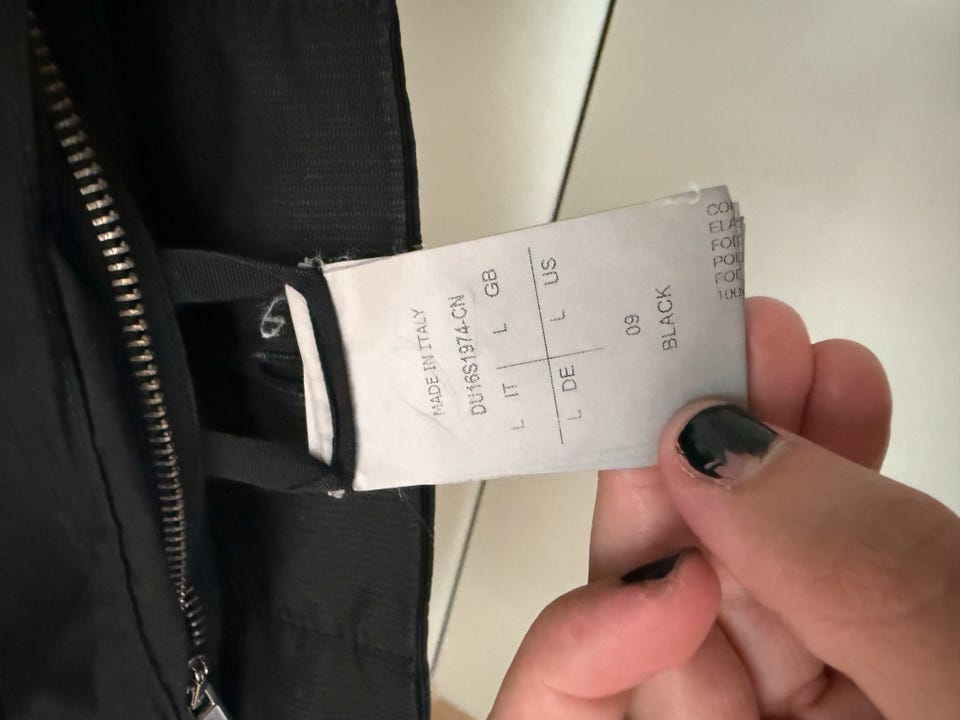 MADE IN ITALY
DU16S1974-CN
L IT L GB
L DE L US
09
BLACK